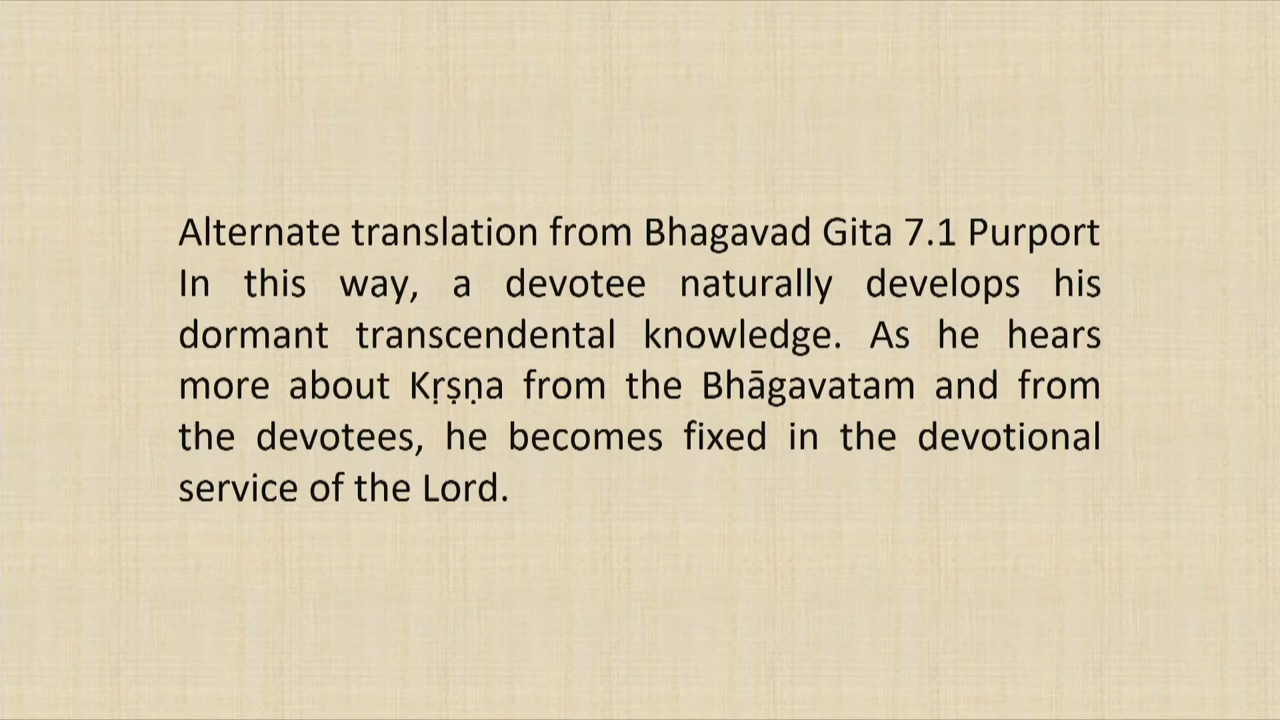 Alternate translation from Bhagavad Gita 7.1 Purport
In this way, a devotee naturally develops his
dormant transcendental knowledge. As he hears
more about Kṛṣṇa from the Bhāgavatam and from
the devotees, he becomes fixed in the devotional
service of the Lord.